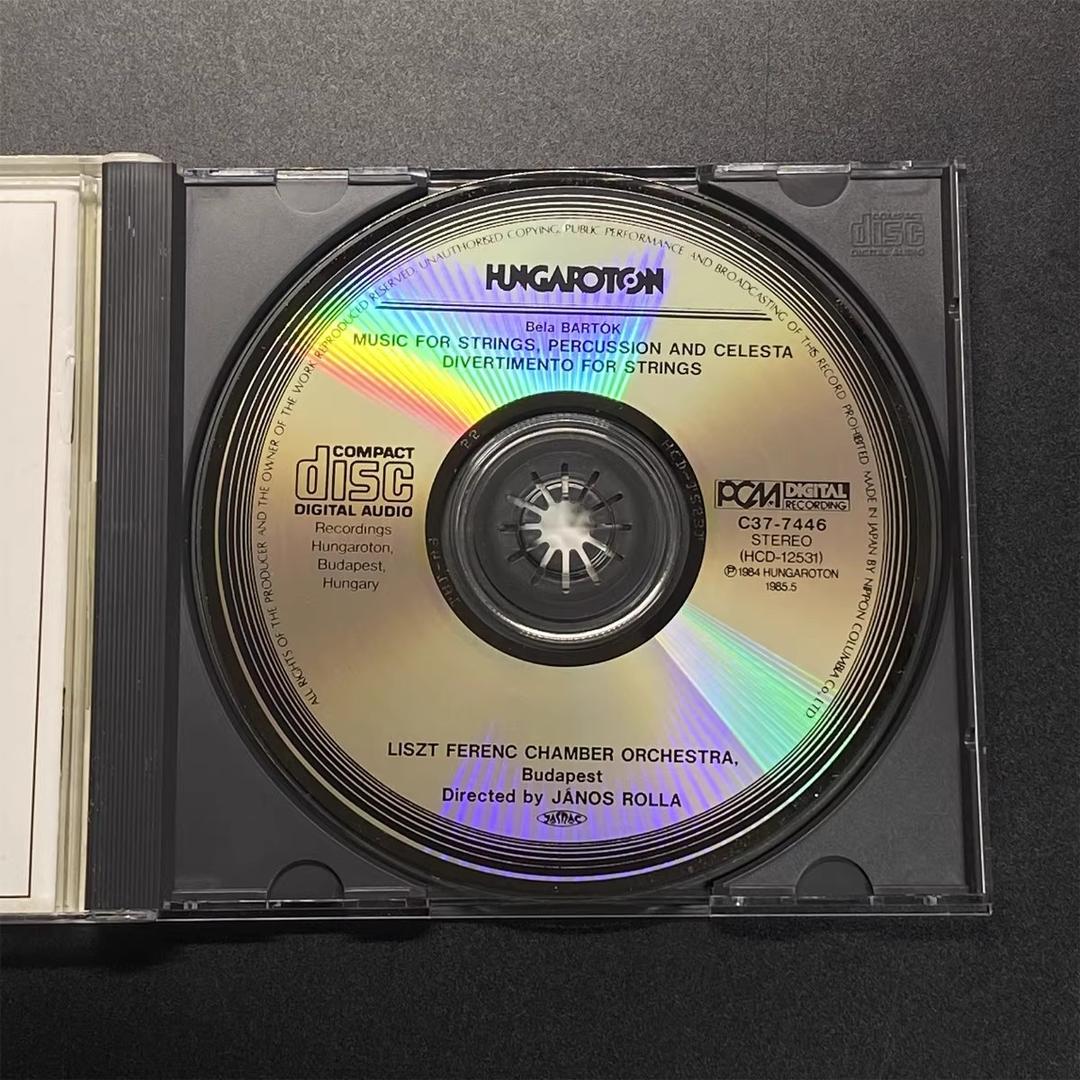 HUNGAROTON
Bela BARTÓK
MUSIC FOR STRINGS, PERCUSSION AND CELESTA
DIVERTIMENTO FOR STRINGS
COMPACT
disc
DIGITAL AUDIO
Recordings
Hungaroton,
Budapest,
Hungary
PCM DIGITAL
RECORDING
C37-7446
STEREO
(HCD-12531)
Ⓟ1984 HUNGAROTON
1985.5
LISZT FERENC CHAMBER ORCHESTRA,
Budapest
Directed by JÁNOS ROLLA
JASRAC
ALL RIGHTS OF THE PRODUCER AND THE OWNER OF THE WORK REPRODUCED RESERVED. UNAUTHORISED COPYING, PUBLIC PERFORMANCE AND BROADCASTING OF THIS RECORD PROHIBITED MADE IN JAPAN BY NIPPON COLUMBIA CO., LTD
COMPACT
disc
DIGITAL AUDIO